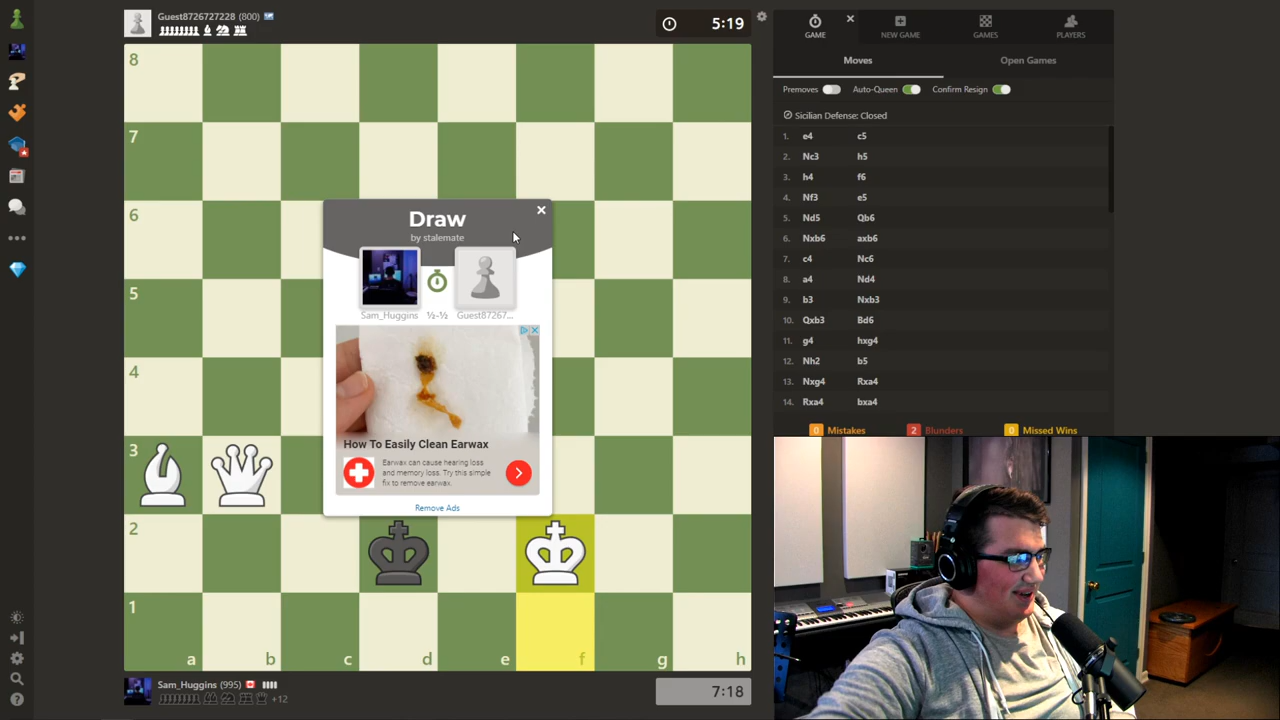 Guest8726727228 (800)
5:19
8
7
6
5
4
3
2
1
a
b
c
d
e
f
g
h
Draw
by stalemate
Sam_Huggins
½-½
Guest87267...
How To Easily Clean Earwax
Earwax can cause hearing loss
and memory loss. Try this simple
fix to remove earwax.
Remove Ads
Sam_Huggins (995)
+12
7:18
GAME
NEW GAME
GAMES
PLAYERS
Moves
Open Games
Premoves
Auto-Queen
Confirm Resign
Sicilian Defense: Closed
1. e4 c5
2. Nc3 h5
3. h4 f6
4. Nf3 e5
5. Nd5 Qb6
6. Nxb6 axb6
7. c4 Nc6
8. a4 Nd4
9. b3 Nxb3
10. Qxb3 Bd6
11. g4 hxg4
12. Nh2 b5
13. Nxg4 Rxa4
14. Rxa4 bxa4
0 Mistakes
2 Blunders
0 Missed Wins